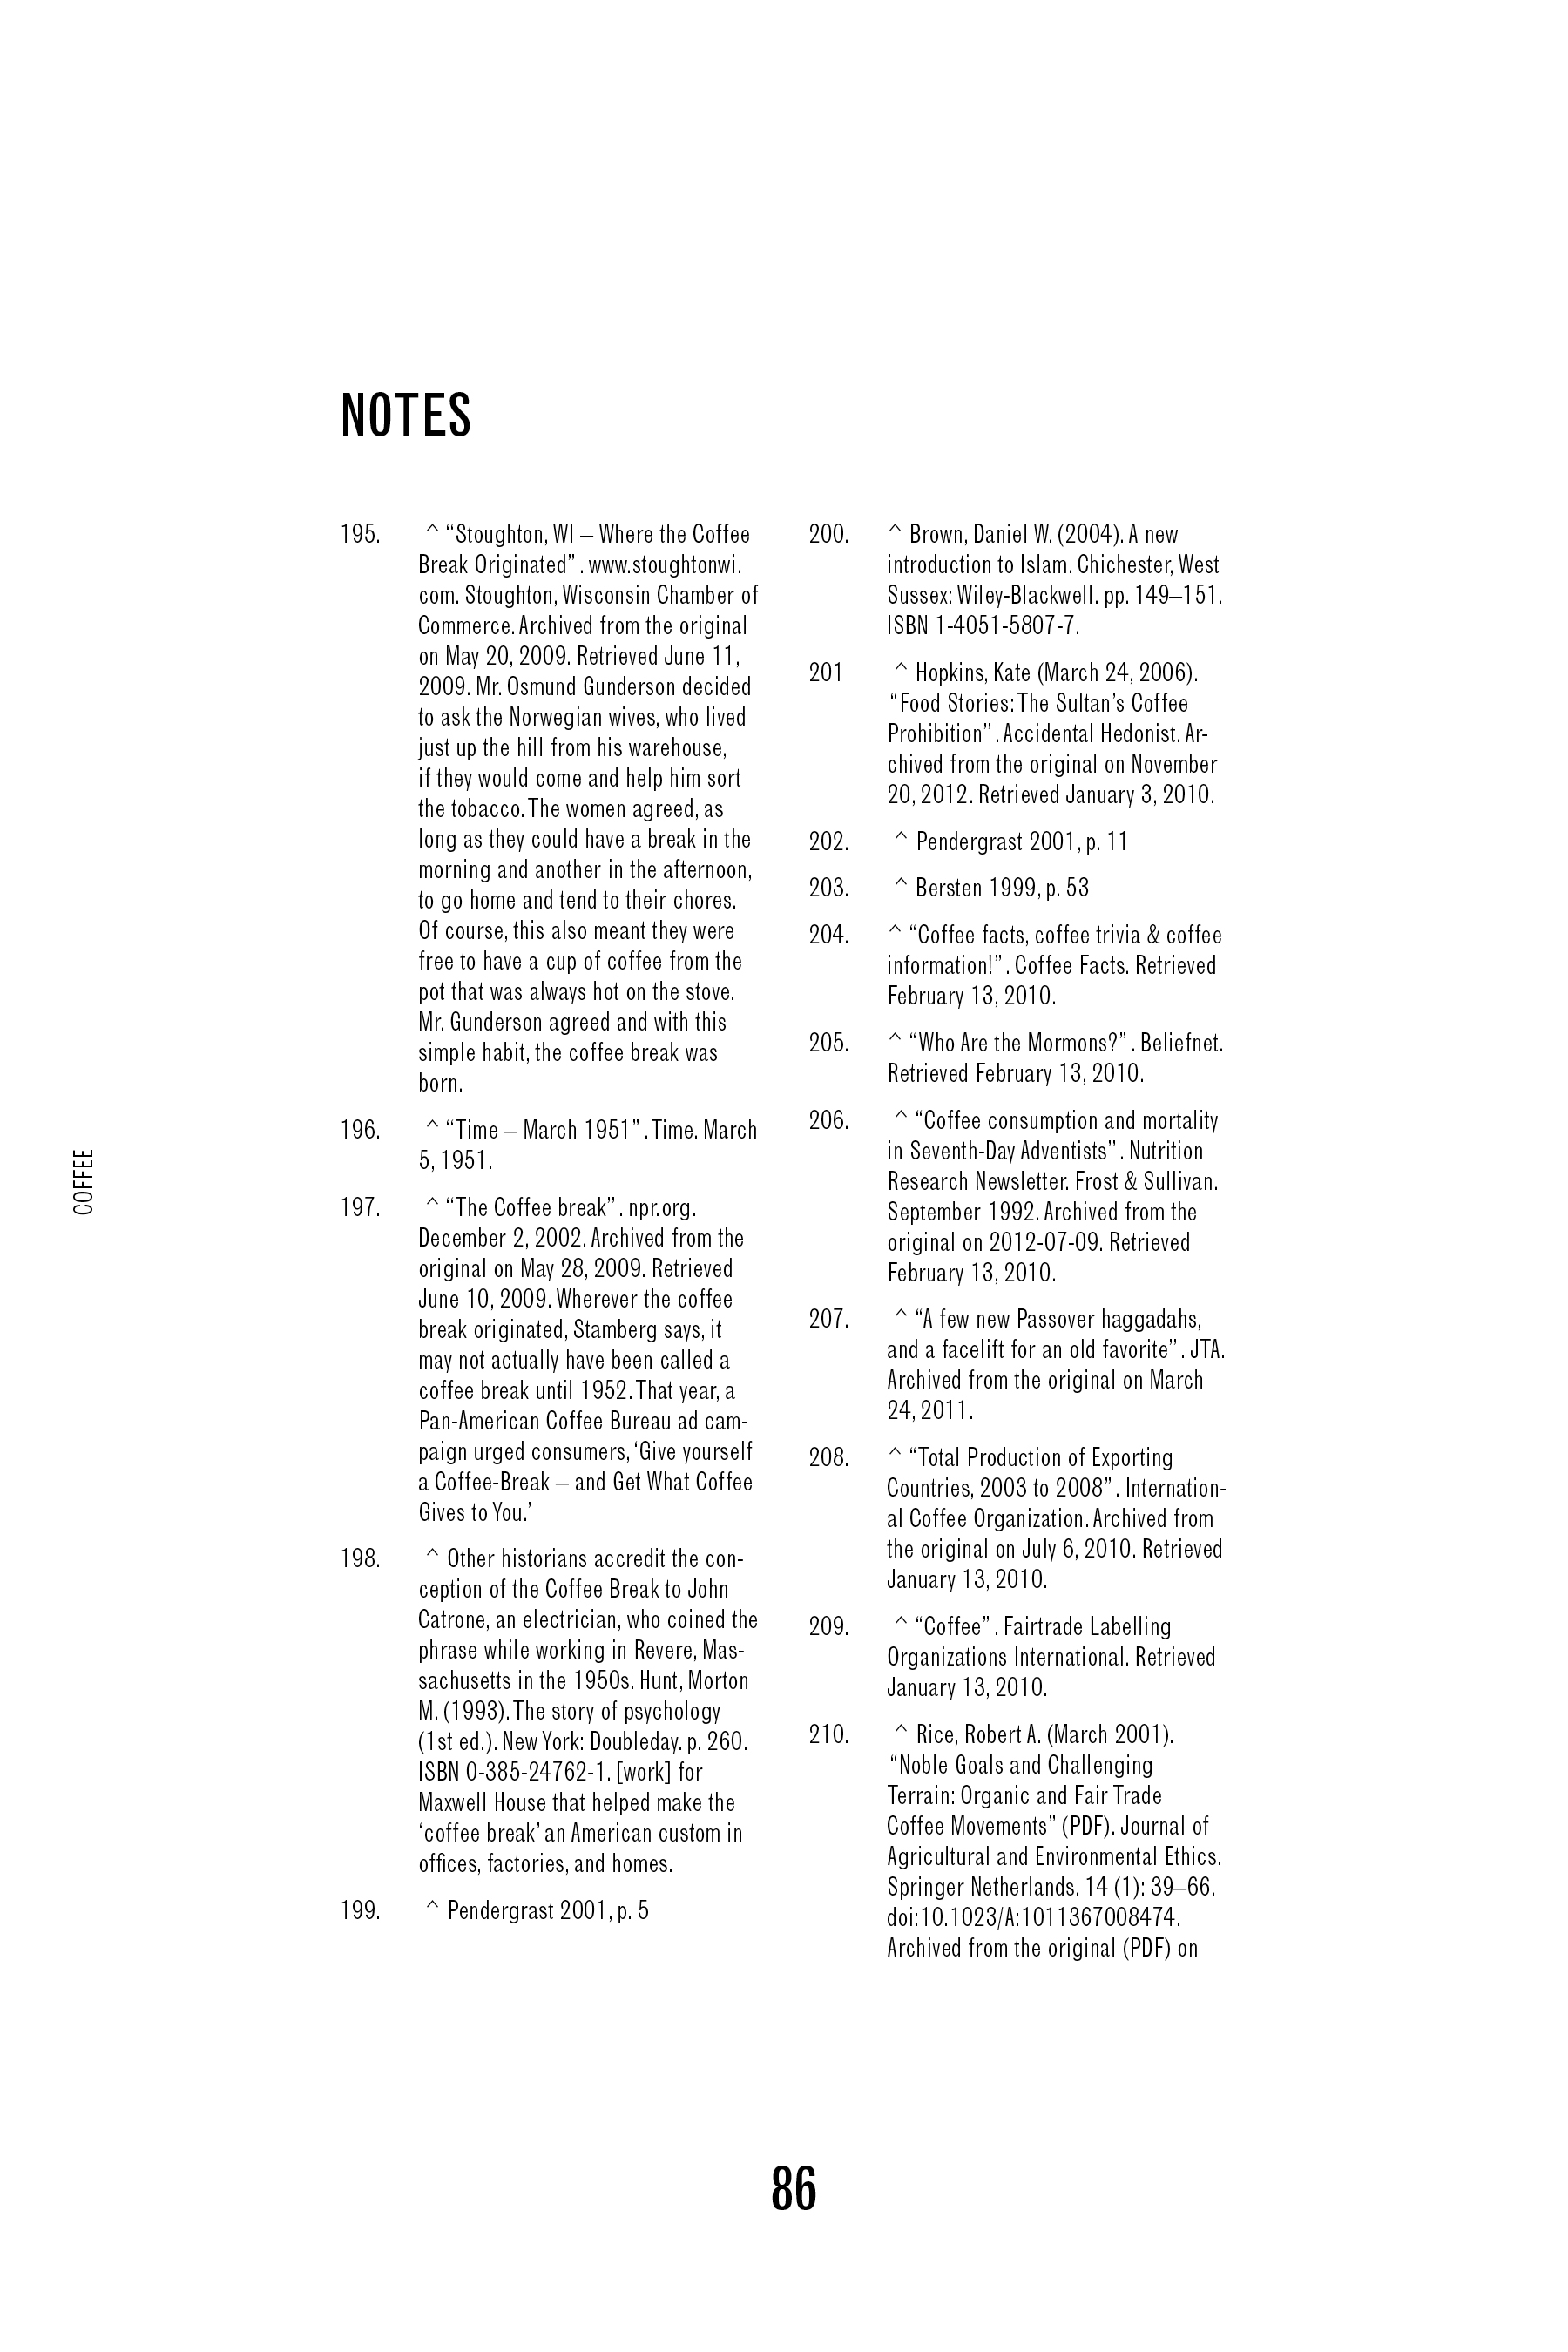 NOTES
195. ^ “Stoughton, WI – Where the Coffee
Break Originated” . www.stoughtonwi.
com. Stoughton, Wisconsin Chamber of
Commerce. Archived from the original
on May 20, 2009. Retrieved June 11,
2009. Mr. Osmund Gunderson decided
to ask the Norwegian wives, who lived
just up the hill from his warehouse,
if they would come and help him sort
the tobacco. The women agreed, as
long as they could have a break in the
morning and another in the afternoon,
to go home and tend to their chores.
Of course, this also meant they were
free to have a cup of coffee from the
pot that was always hot on the stove.
Mr. Gunderson agreed and with this
simple habit, the coffee break was
born.
196. ^ “Time – March 1951” . Time. March
5, 1951.
197. ^ “The Coffee break” . npr.org.
December 2, 2002. Archived from the
original on May 28, 2009. Retrieved
June 10, 2009. Wherever the coffee
break originated, Stamberg says, it
may not actually have been called a
coffee break until 1952. That year, a
Pan-American Coffee Bureau ad cam-
paign urged consumers, ‘Give yourself
a Coffee-Break – and Get What Coffee
Gives to You.’
198. ^ Other historians accredit the con-
ception of the Coffee Break to John
Catrone, an electrician, who coined the
phrase while working in Revere, Mas-
sachusetts in the 1950s. Hunt, Morton
M. (1993). The story of psychology
(1st ed.). New York: Doubleday. p. 260.
ISBN 0-385-24762-1. [work] for
Maxwell House that helped make the
‘coffee break’ an American custom in
offices, factories, and homes.
199. ^ Pendergrast 2001, p. 5
200. ^ Brown, Daniel W. (2004). A new
introduction to Islam. Chichester, West
Sussex: Wiley-Blackwell. pp. 149–151.
ISBN 1-4051-5807-7.
201 ^ Hopkins, Kate (March 24, 2006).
“Food Stories: The Sultan’s Coffee
Prohibition” . Accidental Hedonist. Ar-
chived from the original on November
20, 2012. Retrieved January 3, 2010.
202. ^ Pendergrast 2001, p. 11
203. ^ Bersten 1999, p. 53
204. ^ “Coffee facts, coffee trivia & coffee
information!” . Coffee Facts. Retrieved
February 13, 2010.
205. ^ “Who Are the Mormons?” . Beliefnet.
Retrieved February 13, 2010.
206. ^ “Coffee consumption and mortality
in Seventh-Day Adventists” . Nutrition
Research Newsletter. Frost & Sullivan.
September 1992. Archived from the
original on 2012-07-09. Retrieved
February 13, 2010.
207. ^ “A few new Passover haggadahs,
and a facelift for an old favorite” . JTA.
Archived from the original on March
24, 2011.
208. ^ “Total Production of Exporting
Countries, 2003 to 2008” . Internation-
al Coffee Organization. Archived from
the original on July 6, 2010. Retrieved
January 13, 2010.
209. ^ “Coffee” . Fairtrade Labelling
Organizations International. Retrieved
January 13, 2010.
210. ^ Rice, Robert A. (March 2001).
“Noble Goals and Challenging
Terrain: Organic and Fair Trade
Coffee Movements” (PDF). Journal of
Agricultural and Environmental Ethics.
Springer Netherlands. 14 (1): 39–66.
doi:10.1023/A:1011367008474.
Archived from the original (PDF) on
COFFEE
86